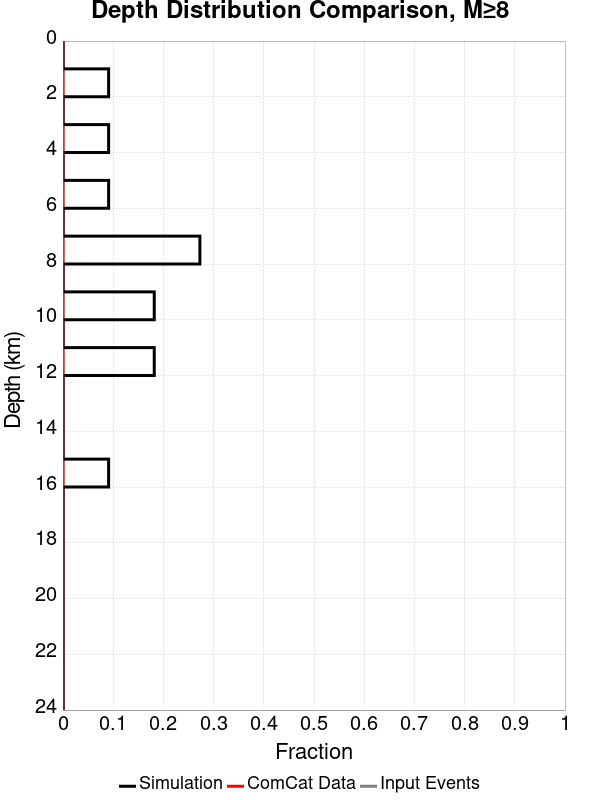 Depth Distribution Comparison, M≥8
0
2
4
6
8
10
12
14
16
18
20
22
24
Depth (km)
0 0.1 0.2 0.3 0.4 0.5 0.6 0.7 0.8 0.9 1
Fraction
Simulation ComCat Data Input Events